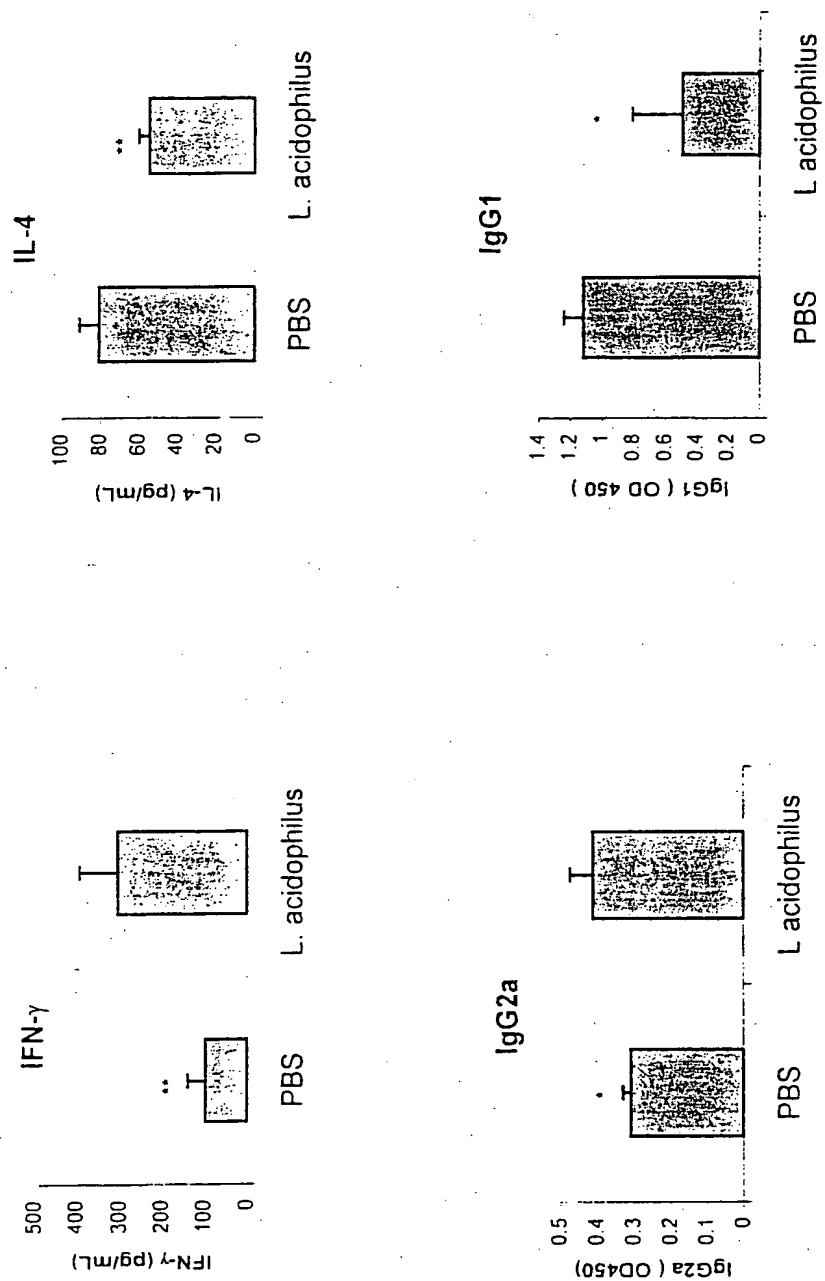 IFN-γ
IFN-γ (pg/mL)
500
400
300
200
100
0
**
PBS
L. acidophilus
IL-4
IL-4 (pg/mL)
100
80
60
40
20
0
**
PBS
L. acidophilus
IgG2a
IgG2a ( OD450)
0.5
0.4
0.3
0.2
0.1
0
*
PBS
L acidophilus
IgG1
IgG1 ( OD 450 )
1.4
1.2
1
0.8
0.6
0.4
0.2
0
*
PBS
L acidophilus